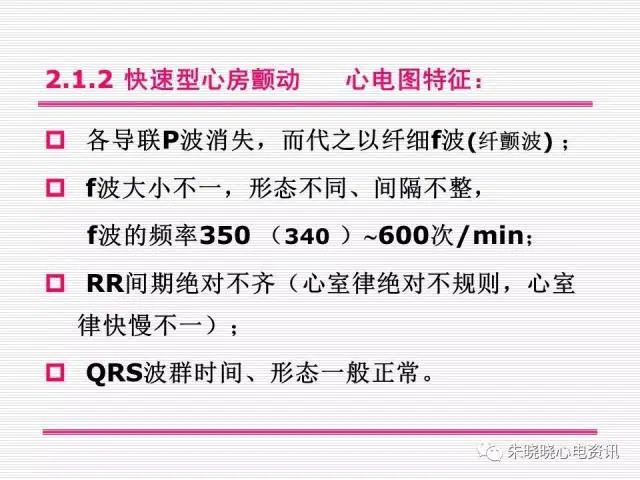 2.1.2 快速型心房颤动 心电图特征：
各导联P波消失，而代之以纤细f波(纤颤波)；
f波大小不一，形态不同、间隔不整，
f波的频率350（340）~600次/min；
RR间期绝对不齐（心室律绝对不规则，心室
律快慢不一）；
QRS波群时间、形态一般正常。
朱晓晓心电资讯